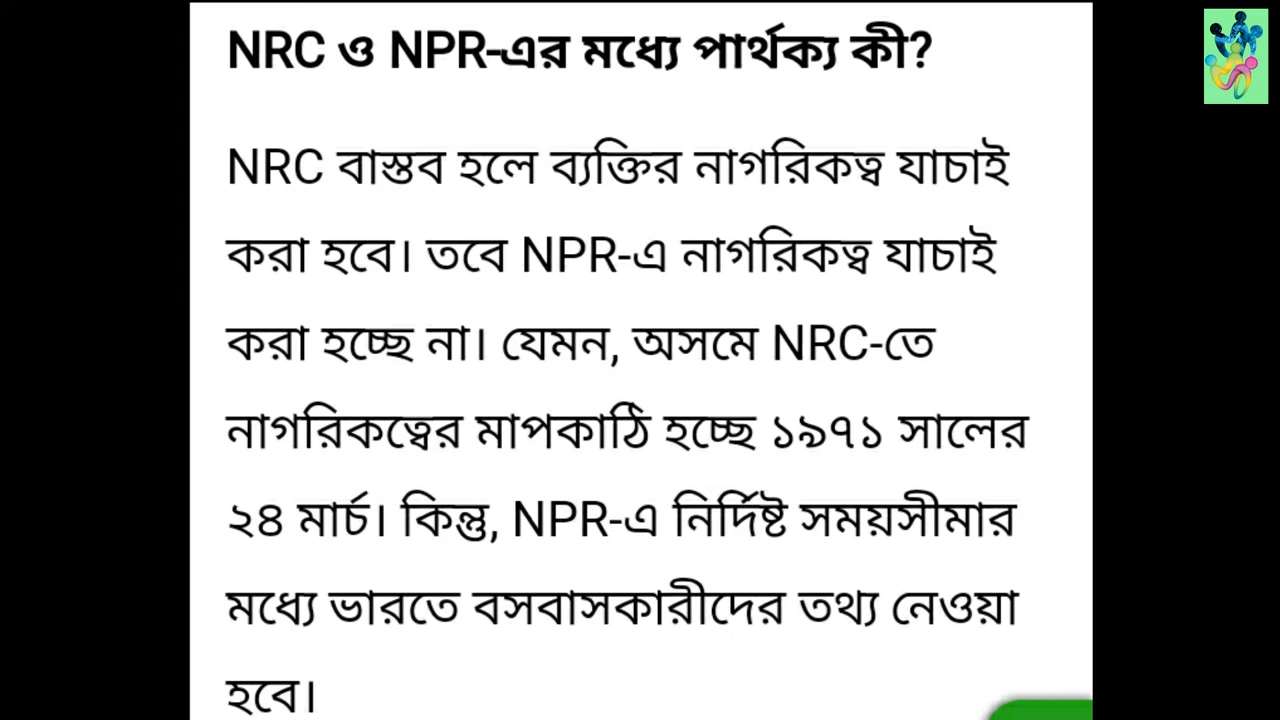 NRC ও NPR-এর মধ্যে পার্থক্য কী?
NRC বাস্তব হলে ব্যক্তির নাগরিকত্ব যাচাই
করা হবে। তবে NPR-এ নাগরিকত্ব যাচাই
করা হচ্ছে না। যেমন, অসমে NRC-তে
নাগরিকত্বের মাপকাঠি হচ্ছে ১৯৭১ সালের
২৪ মার্চ। কিন্তু, NPR-এ নির্দিষ্ট সময়সীমার
মধ্যে ভারতে বসবাসকারীদের তথ্য নেওয়া
হবে।